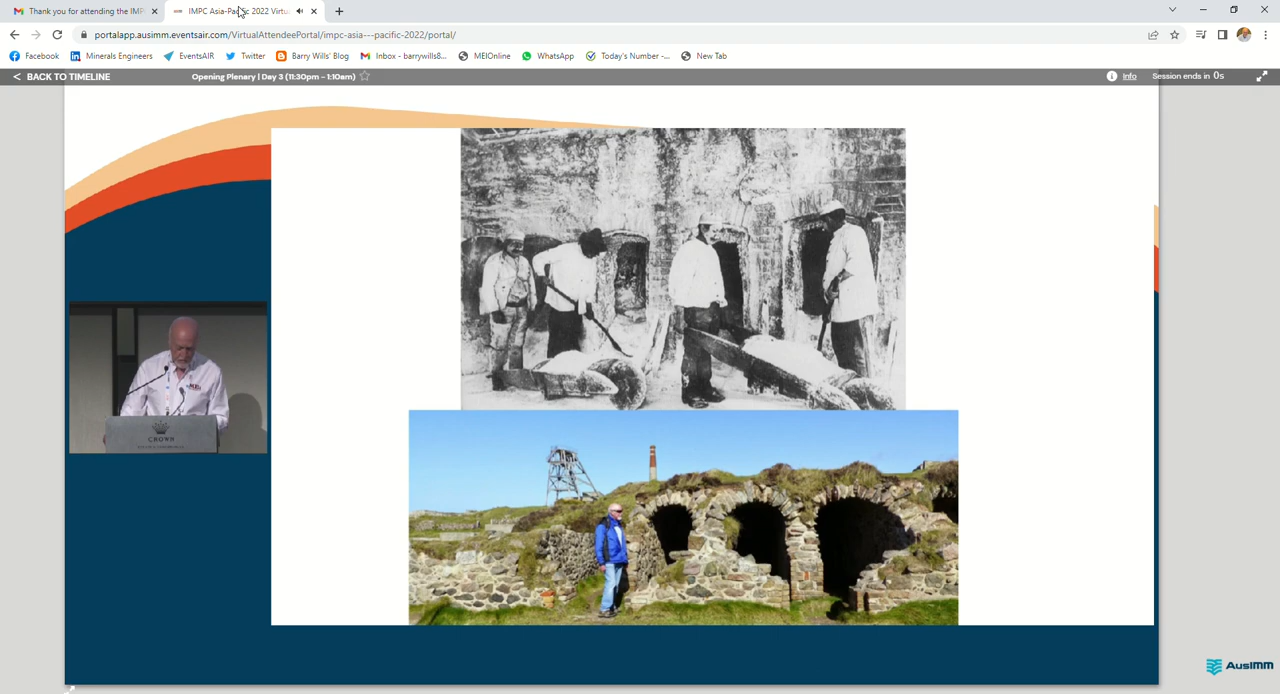 Thank you for attending the IMPC
IMPC Asia-Pacific 2022 Virtu
portalapp.ausimm.eventsair.com/VirtualAttendeePortal/impc-asia---pacific-2022/portal/
Facebook
Minerals Engineers
EventsAIR
Twitter
Barry Wills' Blog
Inbox - barrywills8...
MEIOnline
WhatsApp
Today's Number -...
New Tab
< BACK TO TIMELINE
Opening Plenary | Day 3 (11:30pm - 1:10am)
Info
Session ends in 0s
CROWN
AusIMM